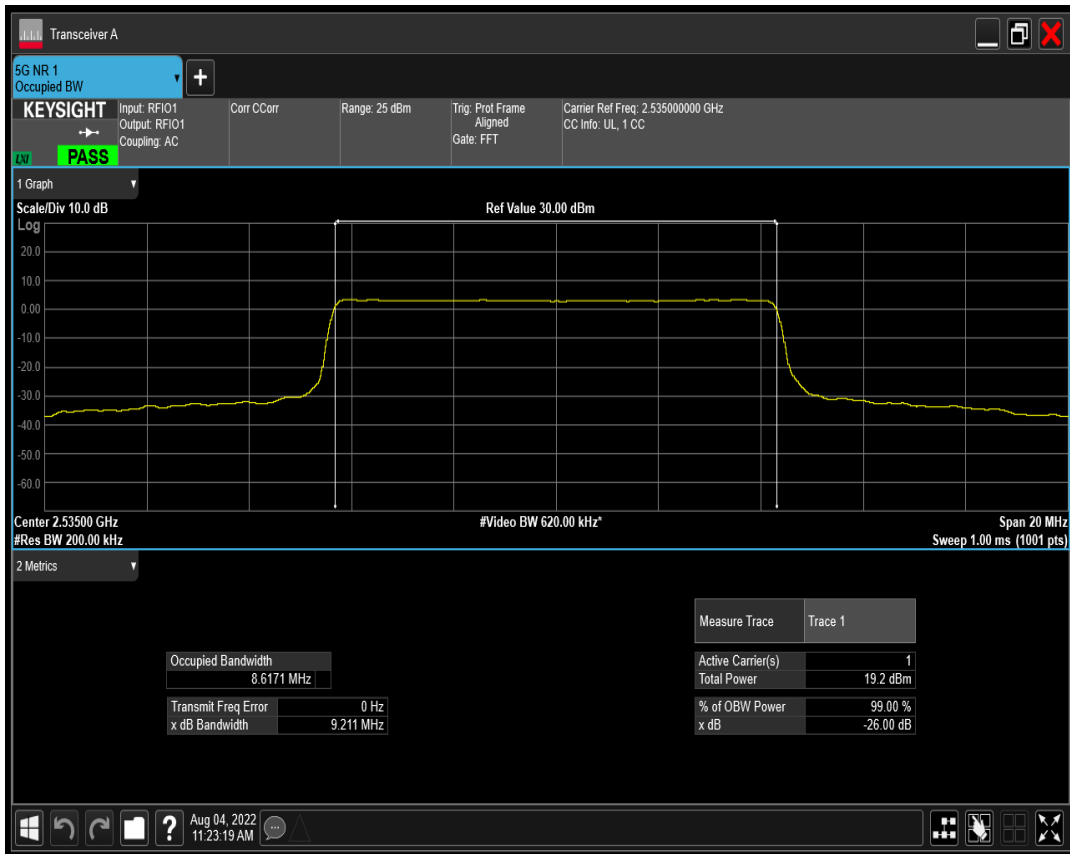 Transceiver A
5G NR 1
Occupied BW
KEYSIGHT
LXI
PASS
Input: RFIO1
Output: RFIO1
Coupling: AC
Corr CCorr
Range: 25 dBm
Trig: Prot Frame
Aligned
Gate: FFT
Carrier Ref Freq: 2.535000000 GHz
CC Info: UL, 1 CC
1 Graph
Scale/Div 10.0 dB
Ref Value 30.00 dBm
Log
20.0
10.0
0.00
-10.0
-20.0
-30.0
-40.0
-50.0
-60.0
Center 2.53500 GHz
#Video BW 620.00 kHz*
Span 20 MHz
#Res BW 200.00 kHz
Sweep 1.00 ms (1001 pts)
2 Metrics
Measure Trace Trace 1
Occupied Bandwidth
8.6171 MHz
Active Carrier(s) 1
Total Power 19.2 dBm
Transmit Freq Error 0 Hz
x dB Bandwidth 9.211 MHz
% of OBW Power 99.00 %
x dB -26.00 dB
?
Aug 04, 2022
11:23:19 AM